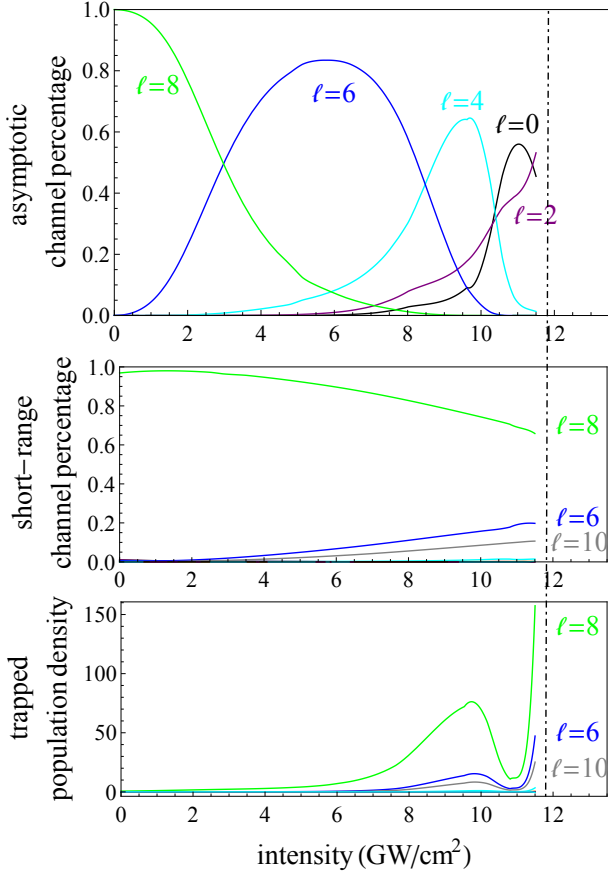 asymptotic
channel percentage
1.0
0.8
0.6
0.4
0.2
0.0
ℓ=8
ℓ=6
ℓ=4
ℓ=0
ℓ=2
0 2 4 6 8 10 12
short-range
channel percentage
1.0
0.8
0.6
0.4
0.2
0.0
ℓ=8
ℓ=6
ℓ=10
0 2 4 6 8 10 12
trapped
population density
150
100
50
0
ℓ=8
ℓ=6
ℓ=10
0 2 4 6 8 10 12
intensity (GW/cm²)